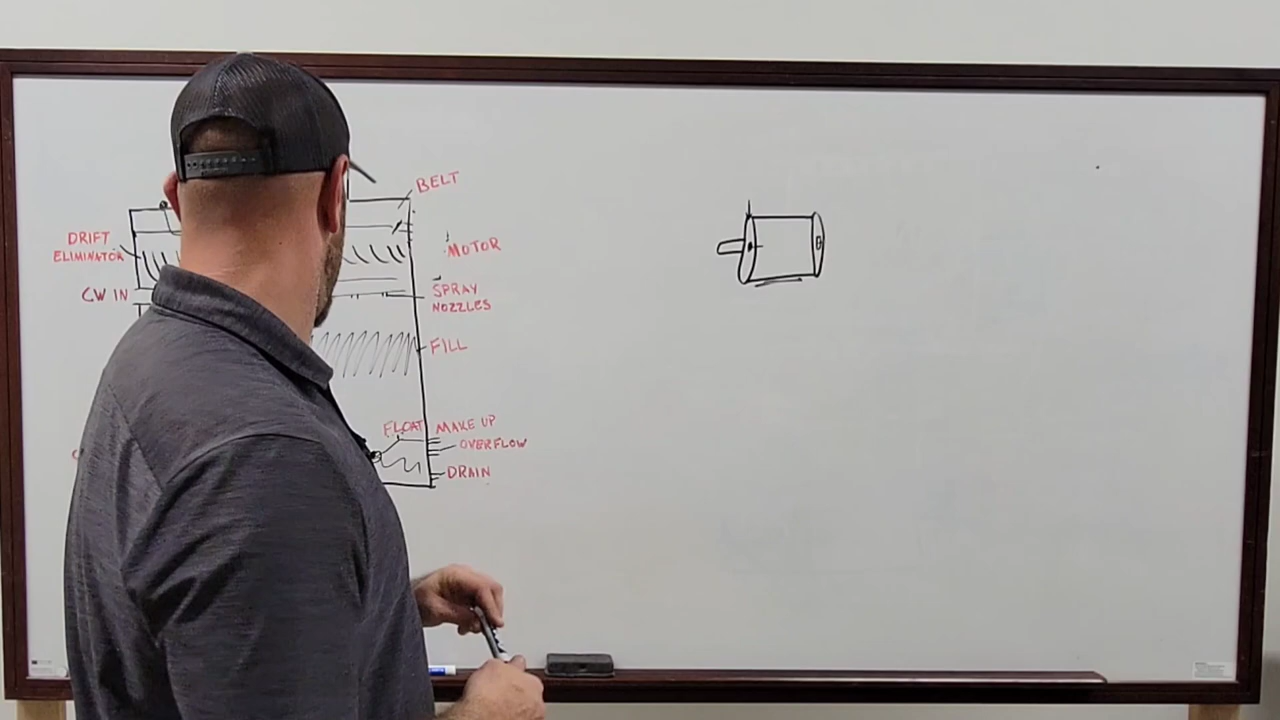 BELT
DRIFT
ELIMINATOR
MOTOR
CW IN
SPRAY
NOZZLES
FILL
FLOAT
MAKE UP
OVERFLOW
DRAIN